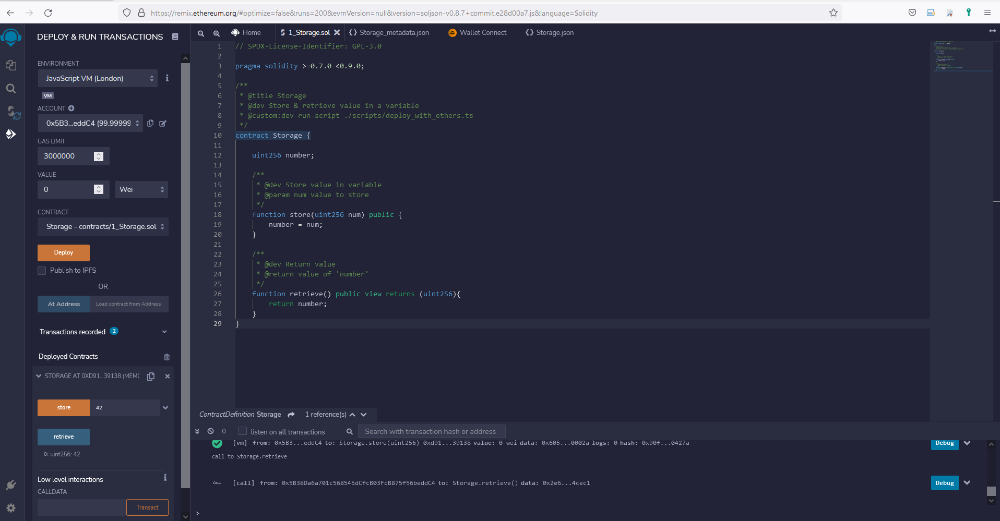 https://remix.ethereum.org/#optimize=false&runs=200&evmVersion=null&version=soljson-v0.8.7+commit.e28d00a7.js&language=Solidity
DEPLOY & RUN TRANSACTIONS
ENVIRONMENT
JavaScript VM (London)
VM
ACCOUNT
0x5B3...eddC4 (99.99999
GAS LIMIT
3000000
VALUE
0
Wei
CONTRACT
Storage - contracts/1_Storage.sol
Deploy
Publish to IPFS
OR
At Address
Load contract from Address
Transactions recorded 2
Deployed Contracts
STORAGE AT 0XD91...39138 (MEMO
store
42
retrieve
0: uint256: 42
Low level interactions
CALLDATA
Transact
Home
1_Storage.sol
Storage_metadata.json
Wallet Connect
Storage.json
1 // SPDX-License-Identifier: GPL-3.0
2
3 pragma solidity >=0.7.0 <0.9.0;
4
5 /**
6 * @title Storage
7 * @dev Store & retrieve value in a variable
8 * @custom:dev-run-script ./scripts/deploy_with_ethers.ts
9 */
10 contract Storage {
11
12 uint256 number;
13
14 /**
15 * @dev Store value in variable
16 * @param num value to store
17 */
18 function store(uint256 num) public {
19 number = num;
20 }
21
22 /**
23 * @dev Return value
24 * @return value of 'number'
25 */
26 function retrieve() public view returns (uint256){
27 return number;
28 }
29 }
ContractDefinition Storage
1 reference(s)
0
listen on all transactions
Search with transaction hash or address
[vm] from: 0x5B3...eddC4 to: Storage.store(uint256) 0xd91...39138 value: 0 wei data: 0x605...0002a logs: 0 hash: 0x90f...0427a
Debug
call to Storage.retrieve
CALL [call] from: 0x5B38Da6a701c568545dCfcB03FcB875f56beddC4 to: Storage.retrieve() data: 0x2e6...4cec1
Debug
>